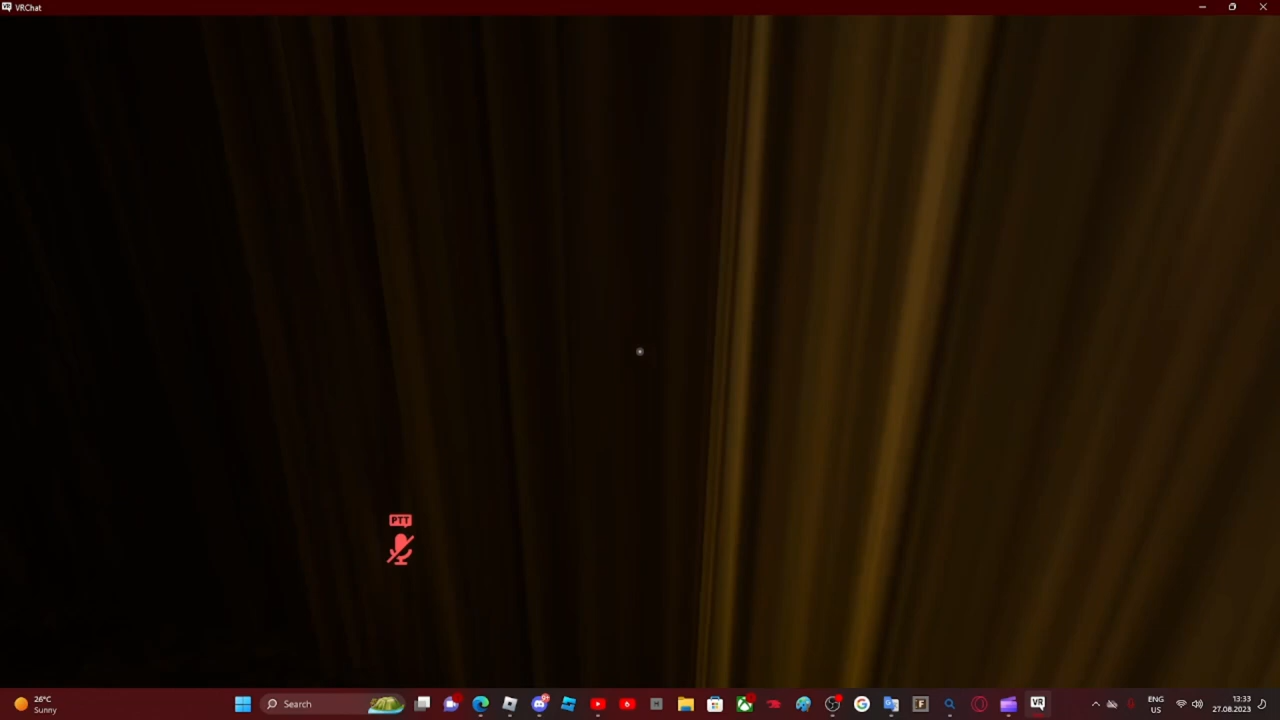 VRChat
PTT
26°C
Sunny
Search
ENG
US
13:33
27.08.2023